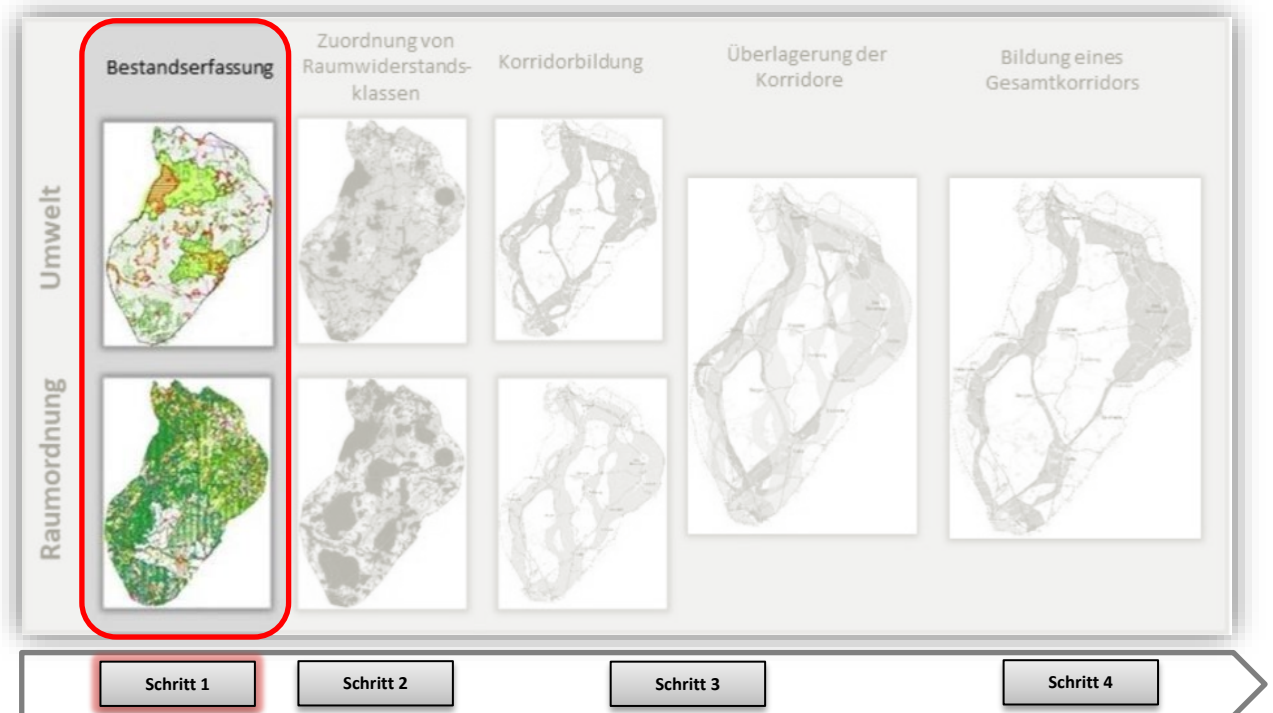 Bestandserfassung
Zuordnung von
Raumwiderstands-
klassen
Korridorbildung
Überlagerung der
Korridore
Bildung eines
Gesamtkorridors
Umwelt
Raumordnung
Schritt 1
Schritt 2
Schritt 3
Schritt 4